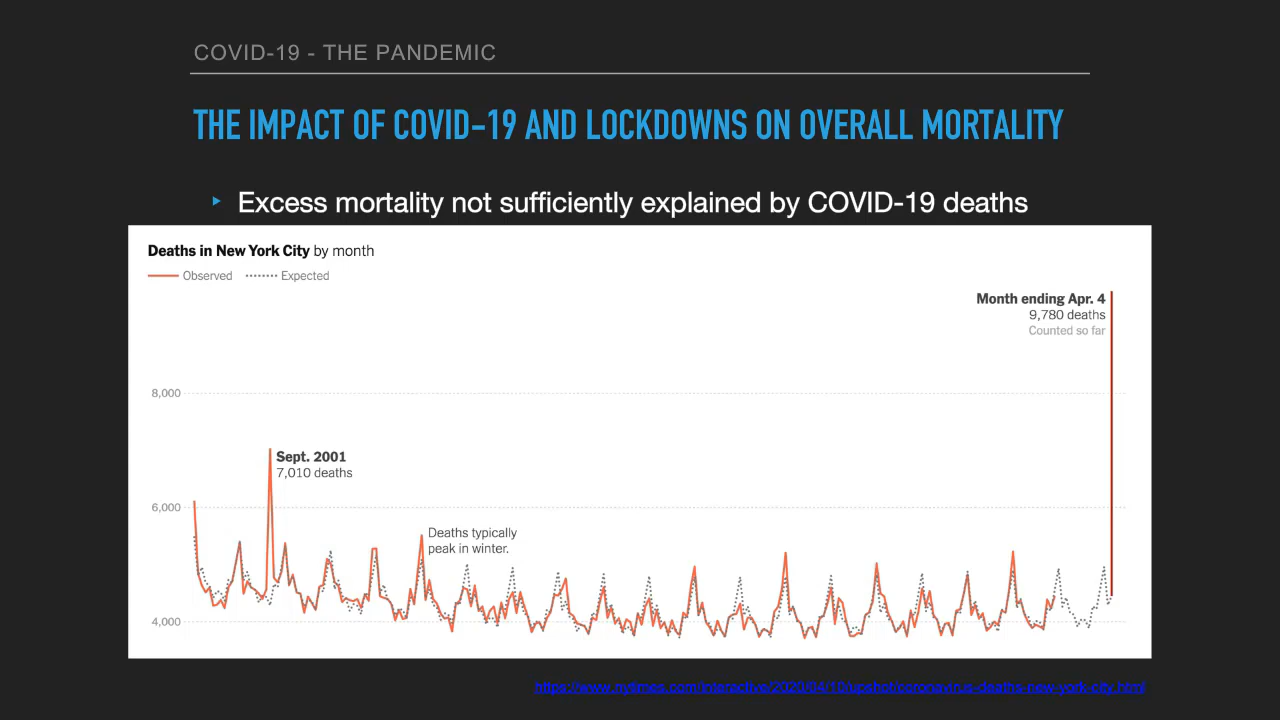 COVID-19 - THE PANDEMIC
THE IMPACT OF COVID-19 AND LOCKDOWNS ON OVERALL MORTALITY
Excess mortality not sufficiently explained by COVID-19 deaths
Deaths in New York City by month
Observed Expected
Month ending Apr. 4
9,780 deaths
Counted so far
8,000
Sept. 2001
7,010 deaths
6,000
Deaths typically
peak in winter.
4,000
https://www.nytimes.com/interactive/2020/04/10/upshot/coronavirus-deaths-new-york-city.html